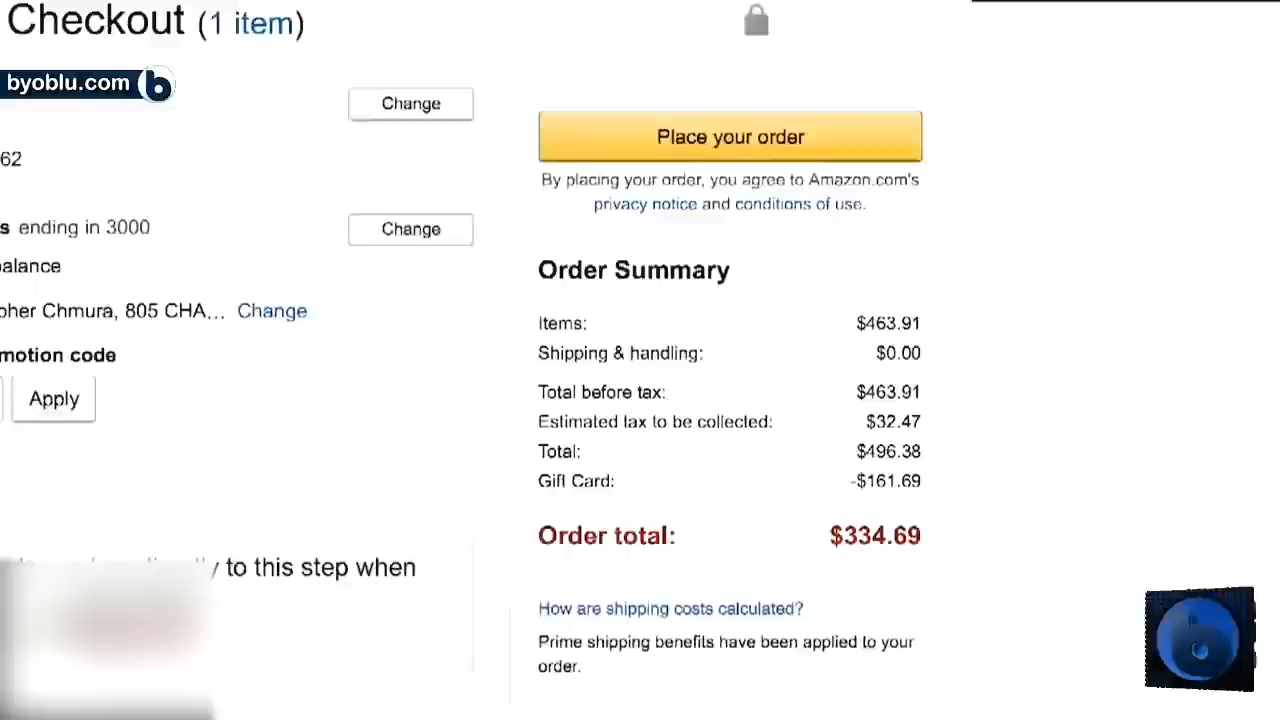 Checkout (1 item)
byoblu.com b
Change
Place your order
62
By placing your order, you agree to Amazon.com's
privacy notice and conditions of use.
s ending in 3000
Change
alance
Order Summary
pher Chmura, 805 CHA... Change
Items: $463.91
motion code
Shipping & handling: $0.00
Apply
Total before tax: $463.91
Estimated tax to be collected: $32.47
Total: $496.38
Gift Card: -$161.69
Order total: $334.69
to this step when
How are shipping costs calculated?
Prime shipping benefits have been applied to your
order.